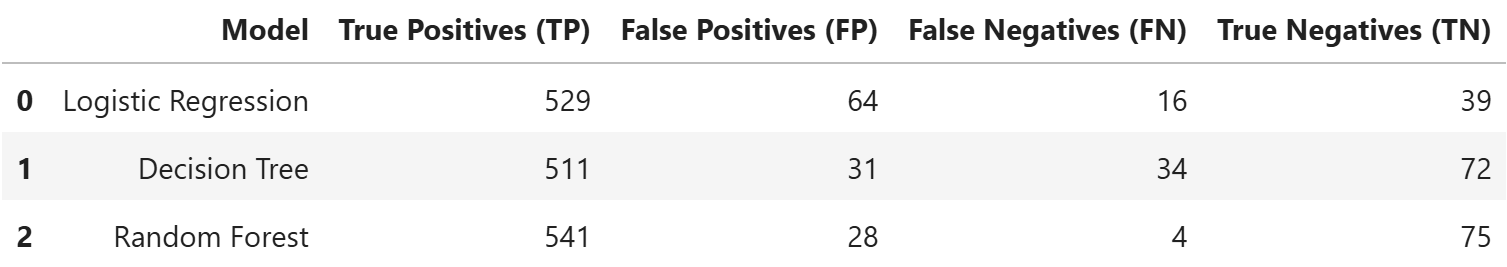 Model True Positives (TP) False Positives (FP) False Negatives (FN) True Negatives (TN)
0 Logistic Regression 529 64 16 39
1 Decision Tree 511 31 34 72
2 Random Forest 541 28 4 75